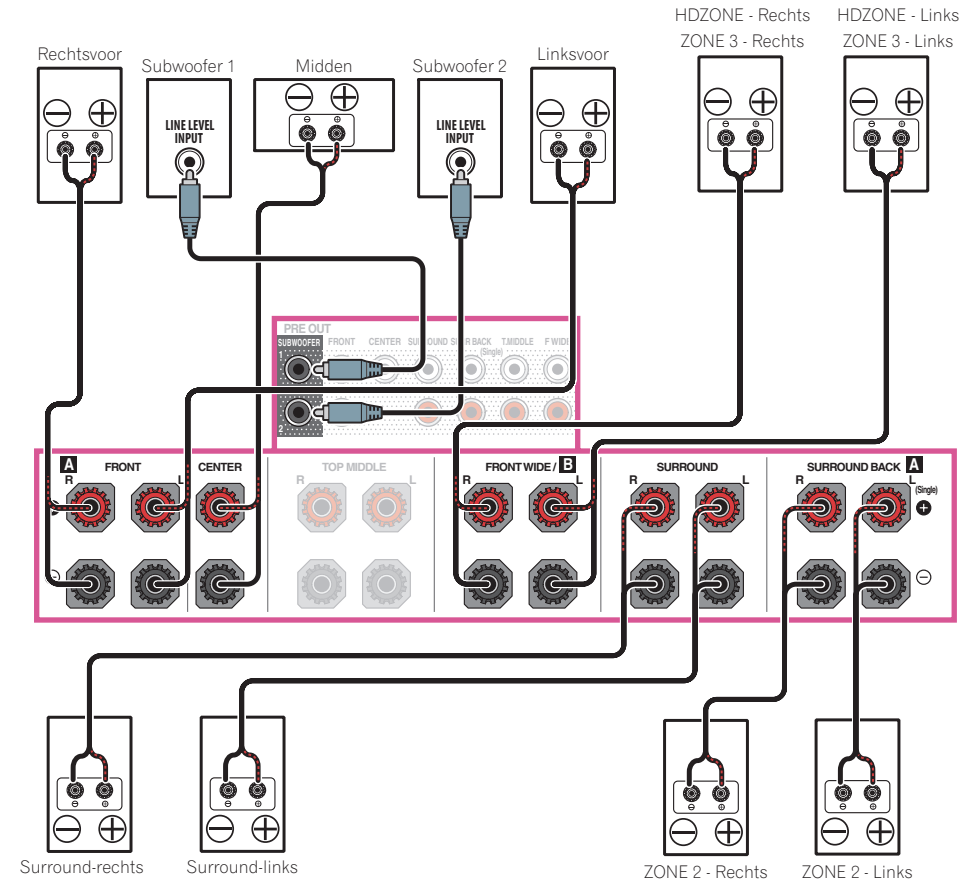 HDZONE - Rechts
ZONE 3 - Rechts
HDZONE - Links
ZONE 3 - Links
Rechtsvoor
Subwoofer 1
Midden
Subwoofer 2
Linksvoor
LINE LEVEL
INPUT
LINE LEVEL
INPUT
PRE OUT
SUBWOOFER FRONT CENTER SURROUND T.MIDDLE F WIDE
(Single)
1
2
A FRONT
CENTER
TOP MIDDLE
FRONT WIDE / B
SURROUND
SURROUND BACK A
R L R L R L R L R L
(Single)
Surround-rechts
Surround-links
ZONE 2 - Rechts
ZONE 2 - Links